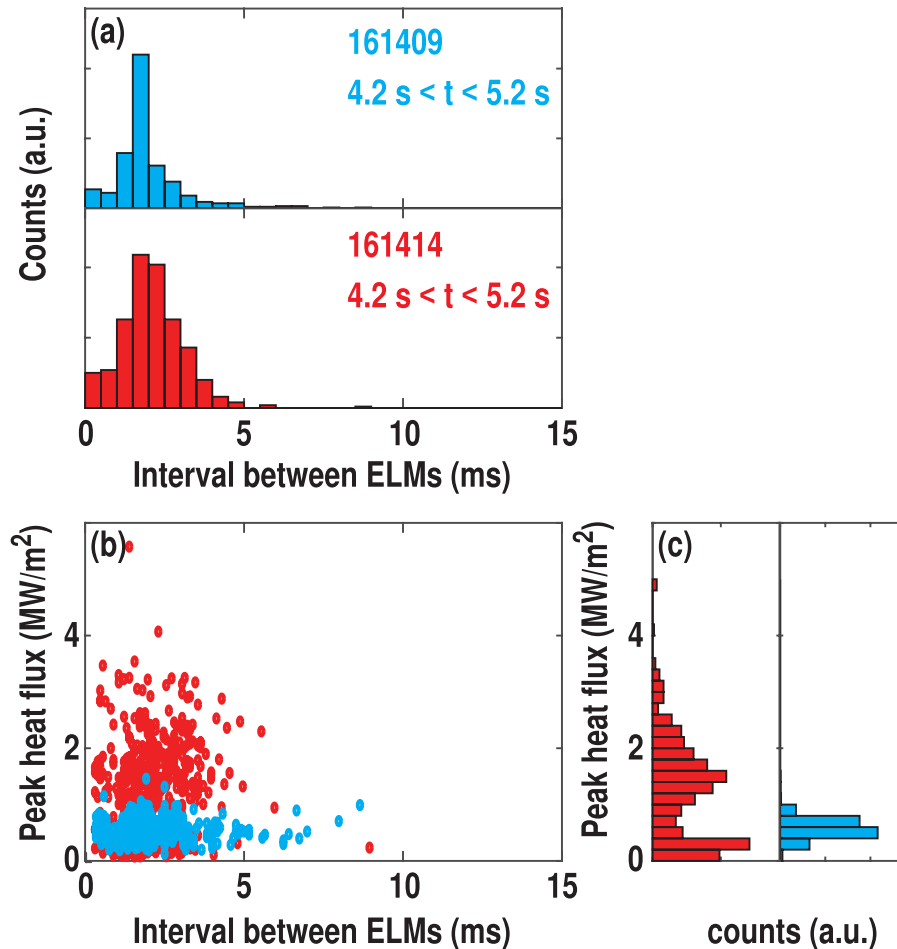 (a)
161409
4.2 s < t < 5.2 s
161414
4.2 s < t < 5.2 s
Counts (a.u.)
0 5 10 15
Interval between ELMs (ms)
(b)
Peak heat flux (MW/m²)
4
2
0
0 5 10 15
Interval between ELMs (ms)
(c)
Peak heat flux (MW/m²)
4
2
0
counts (a.u.)